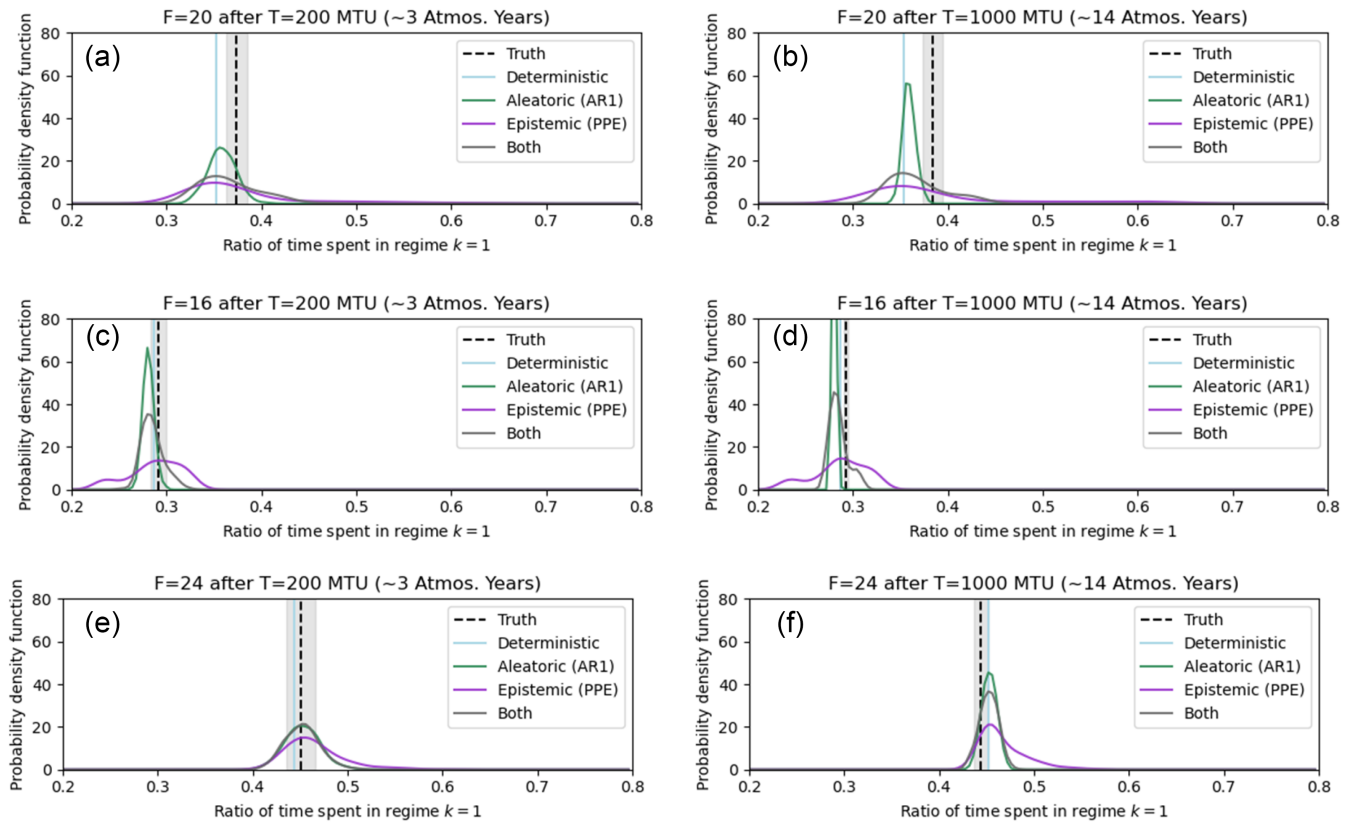 F=20 after T=200 MTU (~3 Atmos. Years)
(a)
Probability density function
80
60
40
20
0
Truth
Deterministic
Aleatoric (AR1)
Epistemic (PPE)
Both
0.2 0.3 0.4 0.5 0.6 0.7 0.8
Ratio of time spent in regime k = 1
F=20 after T=1000 MTU (~14 Atmos. Years)
(b)
Probability density function
80
60
40
20
0
Truth
Deterministic
Aleatoric (AR1)
Epistemic (PPE)
Both
0.2 0.3 0.4 0.5 0.6 0.7 0.8
Ratio of time spent in regime k = 1
F=16 after T=200 MTU (~3 Atmos. Years)
(c)
Probability density function
80
60
40
20
0
Truth
Deterministic
Aleatoric (AR1)
Epistemic (PPE)
Both
0.2 0.3 0.4 0.5 0.6 0.7 0.8
Ratio of time spent in regime k = 1
F=16 after T=1000 MTU (~14 Atmos. Years)
(d)
Probability density function
80
60
40
20
0
Truth
Deterministic
Aleatoric (AR1)
Epistemic (PPE)
Both
0.2 0.3 0.4 0.5 0.6 0.7 0.8
Ratio of time spent in regime k = 1
F=24 after T=200 MTU (~3 Atmos. Years)
(e)
Probability density function
80
60
40
20
0
Truth
Deterministic
Aleatoric (AR1)
Epistemic (PPE)
Both
0.2 0.3 0.4 0.5 0.6 0.7 0.8
Ratio of time spent in regime k = 1
F=24 after T=1000 MTU (~14 Atmos. Years)
(f)
Probability density function
80
60
40
20
0
Truth
Deterministic
Aleatoric (AR1)
Epistemic (PPE)
Both
0.2 0.3 0.4 0.5 0.6 0.7 0.8
Ratio of time spent in regime k = 1